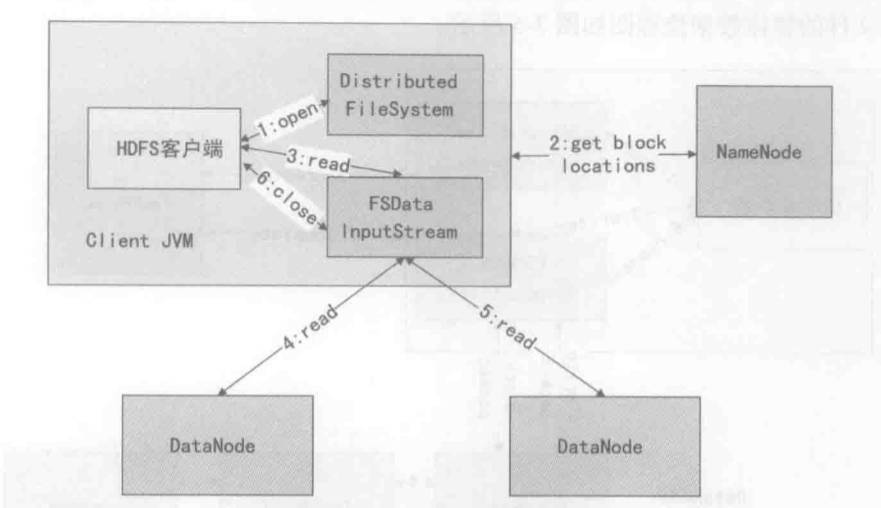 Distributed
FileSystem
1:open
HDFS客户端
3:read
2:get block
locations
NameNode
6:close
FSData
InputStream
Client JVM
4:read
5:read
DataNode
DataNode